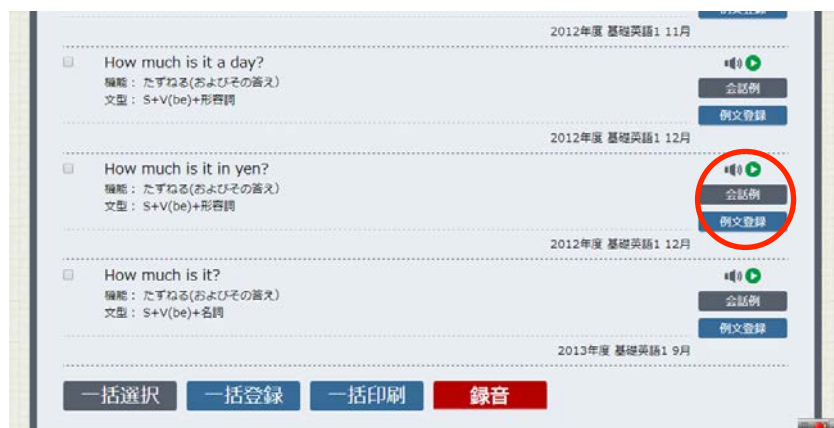 2012年度 基礎英語1 11月
How much is it a day?
機能： たずねる(およびその答え)
文型： S+V(be)+形容詞
会話例
例文登録
2012年度 基礎英語1 12月
How much is it in yen?
機能： たずねる(およびその答え)
文型： S+V(be)+形容詞
会話例
例文登録
2012年度 基礎英語1 12月
How much is it?
機能： たずねる(およびその答え)
文型： S+V(be)+名詞
会話例
例文登録
2013年度 基礎英語1 9月
一括選択 一括登録 一括印刷 録音